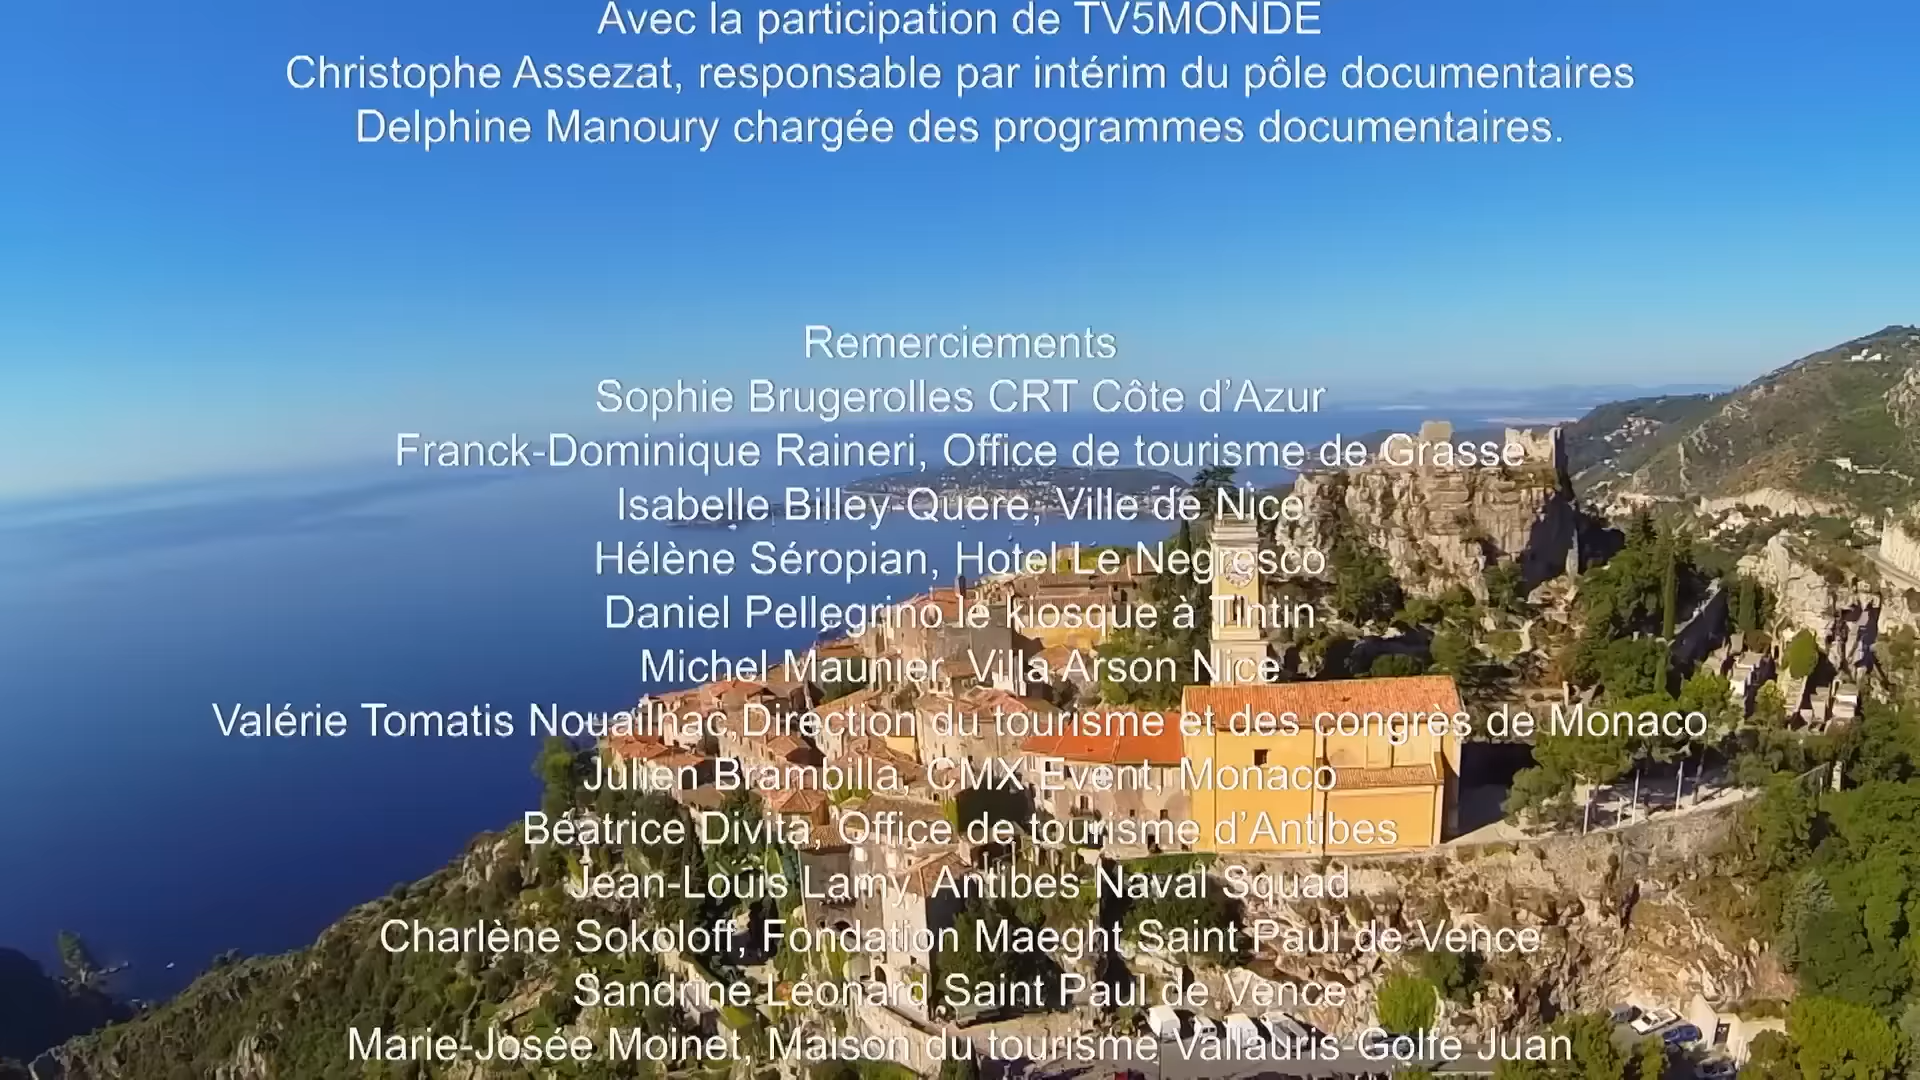 Avec la participation de TV5MONDE
Christophe Assezat, responsable par intérim du pôle documentaires
Delphine Manoury chargée des programmes documentaires.
Remerciements
Sophie Brugerolles CRT Côte d’Azur
Franck-Dominique Raineri, Office de tourisme de Grasse
Isabelle Billey-Quere, Ville de Nice
Hélène Séropian, Hotel Le Negresco
Daniel Pellegrino le kiosque à Tintin
Michel Maunier, Villa Arson Nice
Valérie Tomatis Nouailhac,Direction du tourisme et des congrès de Monaco
Julien Brambilla, CMX Event, Monaco
Béatrice Divita, Office de tourisme d’Antibes
Jean-Louis Lamy, Antibes Naval Squad
Charlène Sokoloff, Fondation Maeght Saint Paul de Vence
Sandrine Léonard Saint Paul de Vence
Marie-Josée Moinet, Maison du tourisme Vallauris-Golfe Juan